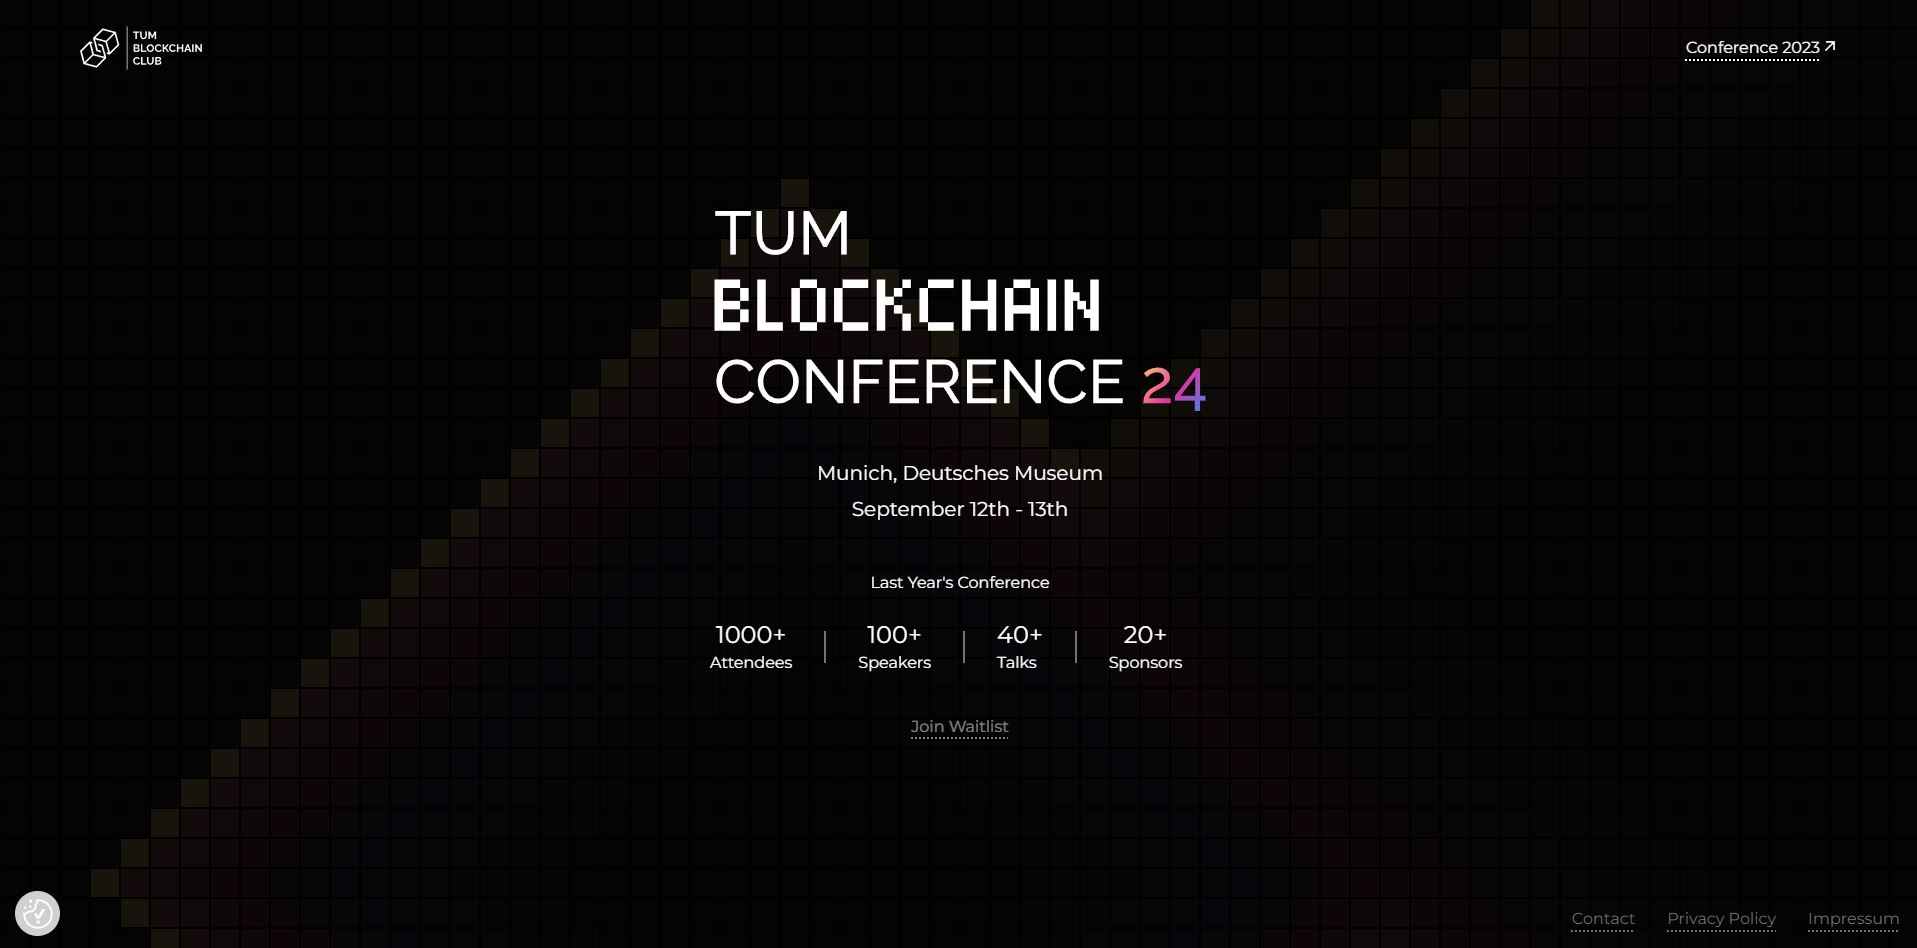 TUM
BLOCKCHAIN
CLUB
Conference 2023
TUM
BLOCKCHAIN
CONFERENCE 24
Munich, Deutsches Museum
September 12th - 13th
Last Year's Conference
1000+ 100+ 40+ 20+
Attendees Speakers Talks Sponsors
Join Waitlist
Contact Privacy Policy Impressum